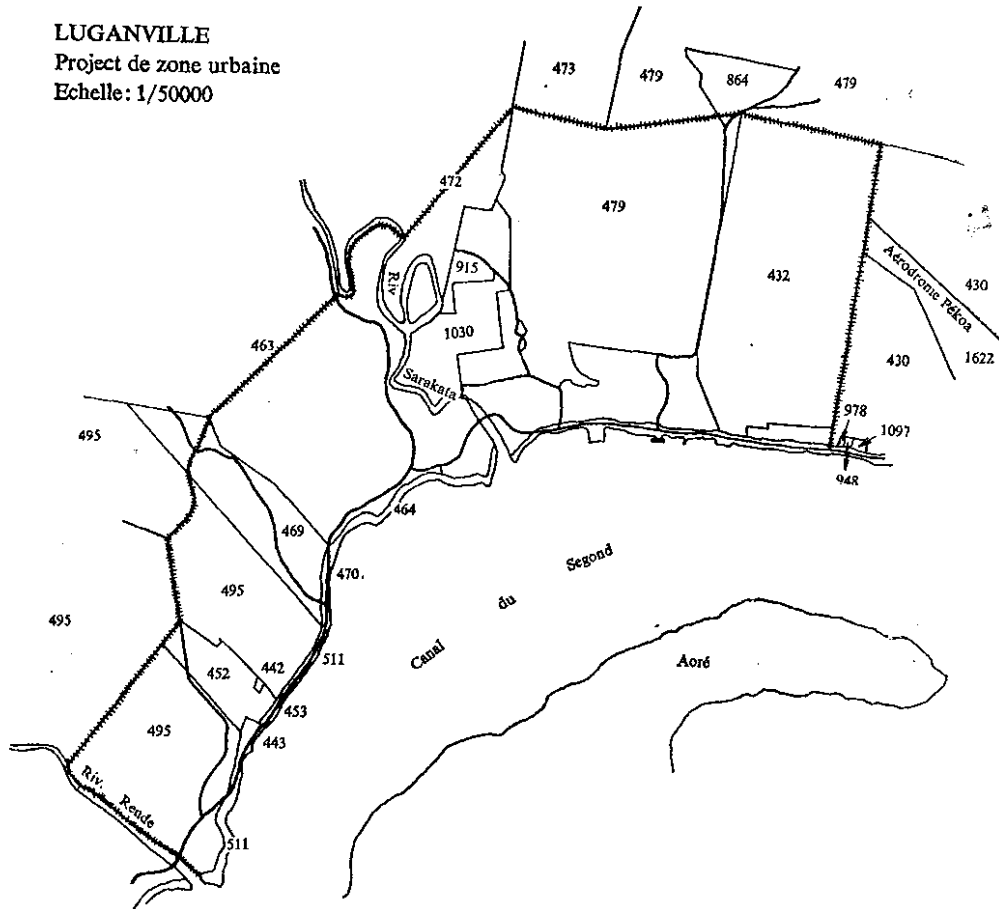 LUGANVILLE
Project de zone urbaine
Echelle: 1/50000
473
479
864
479
472
479
Aérodrome Pékoa
430
915
Riv
432
1030
463
430
1622
Sarakata
978
1097
495
948
464
469
Segond
470
495
du
495
Canal
Aoré
452
442
511
453
495
443
Riv.
Rende
511